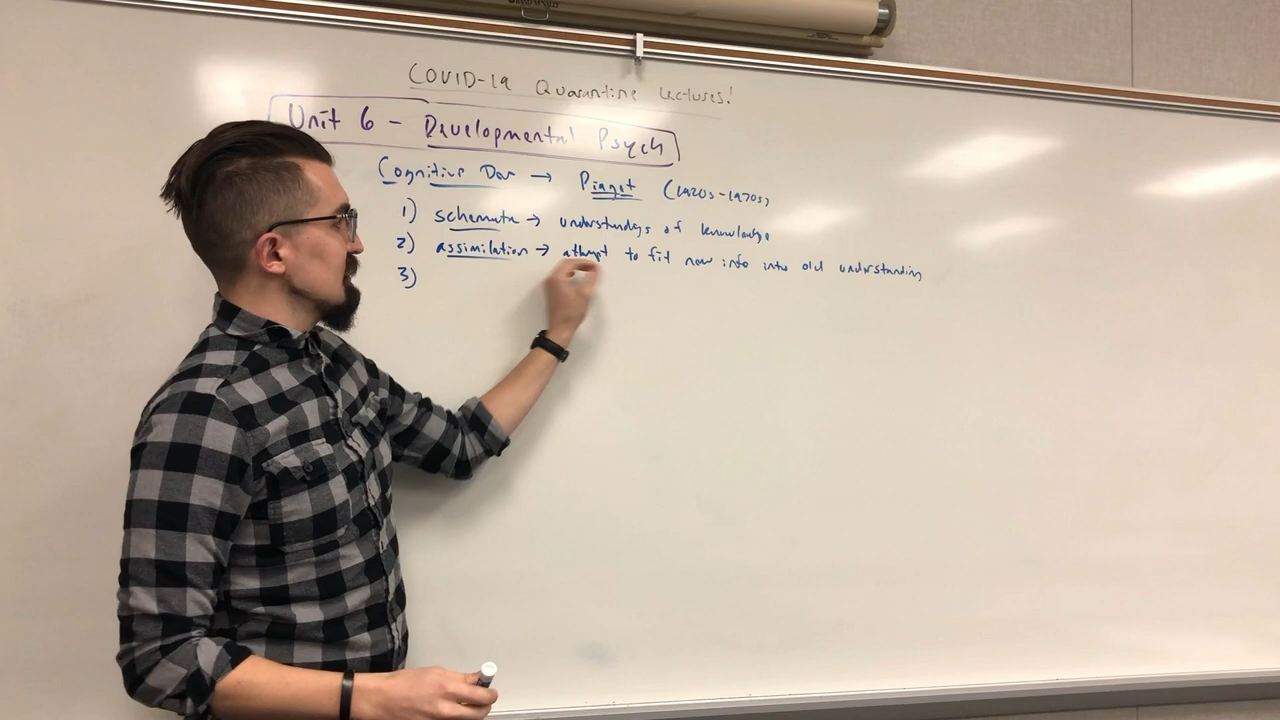 COVID-19 Quarantine Lectures!
Unit 6 - Developmental Psych
Cognitive Dev → Piaget (1920s-1970s)
1) schemata → understandings of knowledge
2) assimilation → attempt to fit new info into old understanding
3)